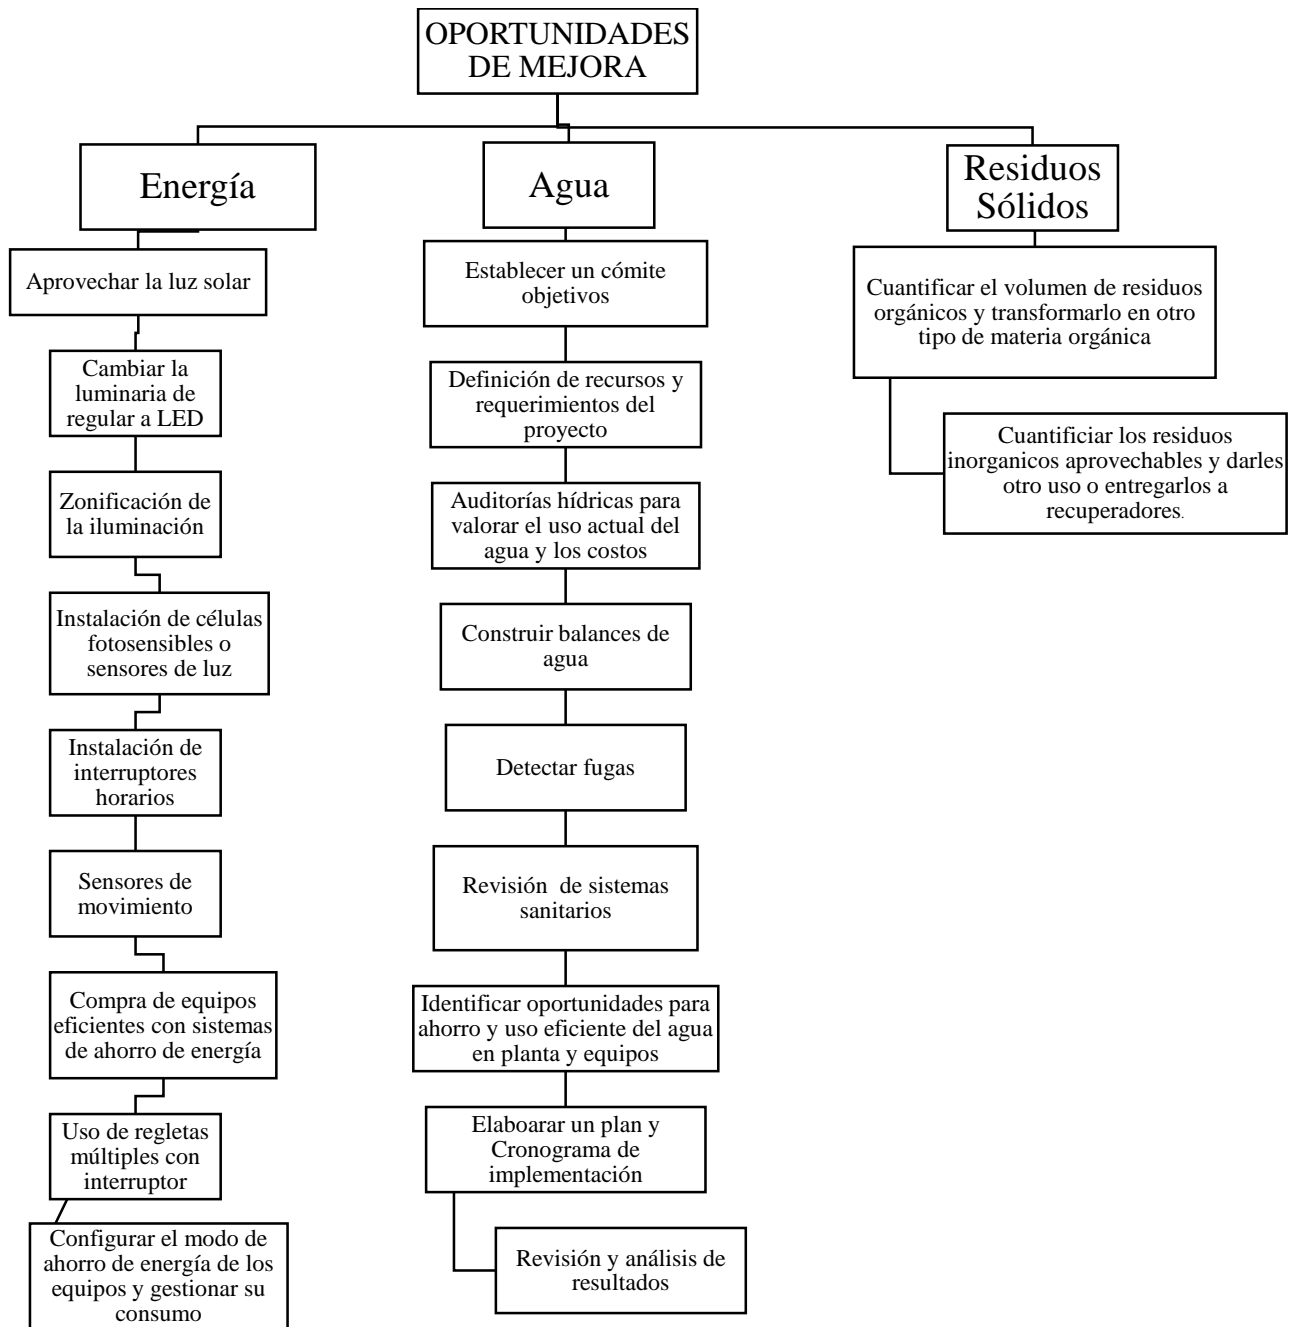 OPORTUNIDADES
DE MEJORA
Energía
Aprovechar la luz solar
Cambiar la
luminaria de
regular a LED
Zonificación de
la iluminación
Instalación de células
fotosensibles o
sensores de luz
Instalación de
interruptores
horarios
Sensores de
movimiento
Compra de equipos
eficientes con sistemas
de ahorro de energía
Uso de regletas
múltiples con
interruptor
Configurar el modo de
ahorro de energía de los
equipos y gestionar su
consumo
Agua
Establecer un cómite
objetivos
Definición de recursos y
requerimientos del
proyecto
Auditorías hídricas para
valorar el uso actual del
agua y los costos
Construir balances de
agua
Detectar fugas
Revisión  de sistemas
sanitarios
Identificar oportunidades para
ahorro y uso eficiente del agua
en planta y equipos
Elaboarar un plan y
Cronograma de
implementación
Revisión y análisis de
resultados
Residuos
Sólidos
Cuantificar el volumen de residuos
orgánicos y transformarlo en otro
tipo de materia orgánica
Cuantificiar los residuos
inorganicos aprovechables y darles
otro uso o entregarlos a
recuperadores.